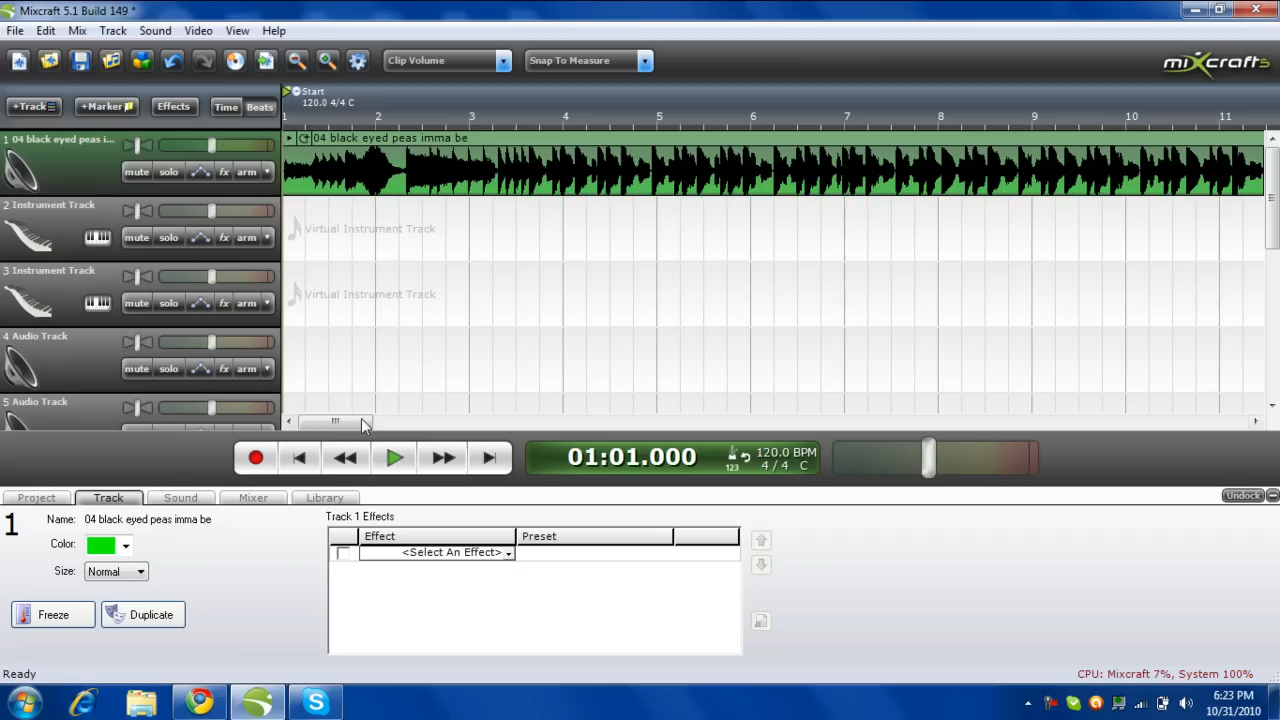 Mixcraft 5.1 Build 149 *
File Edit Mix Track Sound Video View Help
Clip Volume Snap To Measure
mixcraft5
+Track +Marker Effects Time Beats
Start
120.0 4/4 C
1 2 3 4 5 6 7 8 9 10 11
1 04 black eyed peas i...
04 black eyed peas imma be
mute solo fx arm
2 Instrument Track
Virtual Instrument Track
mute solo fx arm
3 Instrument Track
Virtual Instrument Track
mute solo fx arm
4 Audio Track
mute solo fx arm
5 Audio Track
01:01.000
123
120.0 BPM
4 / 4 C
Project Track Sound Mixer Library
Undock
1
Name: 04 black eyed peas imma be
Color:
Size: Normal
Freeze Duplicate
Track 1 Effects
Effect Preset
<Select An Effect>
Ready
CPU: Mixcraft 7%, System 100%
6:23 PM
10/31/2010